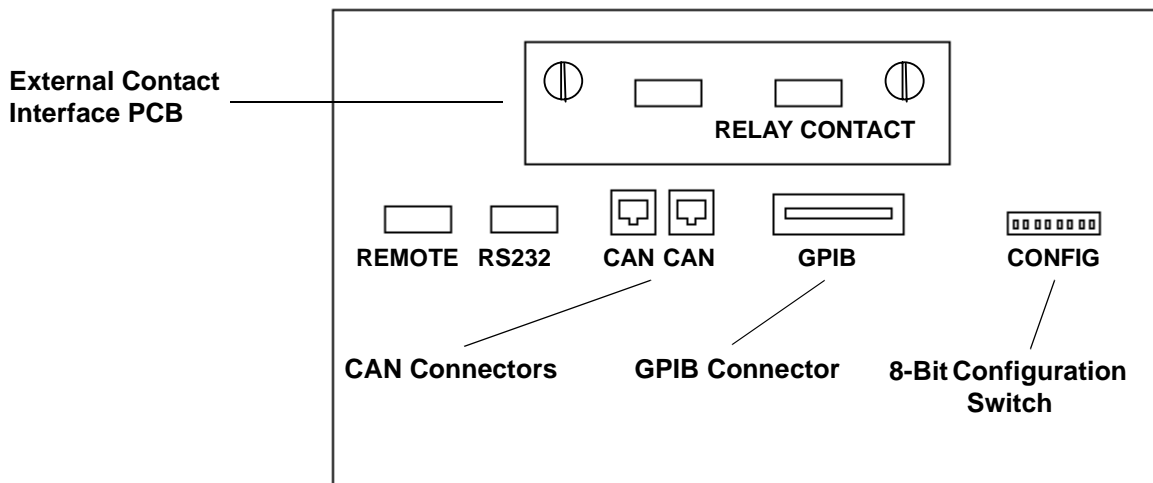 External Contact
Interface PCB
RELAY CONTACT
REMOTE RS232 CAN CAN GPIB CONFIG
CAN Connectors GPIB Connector 8-Bit Configuration
Switch